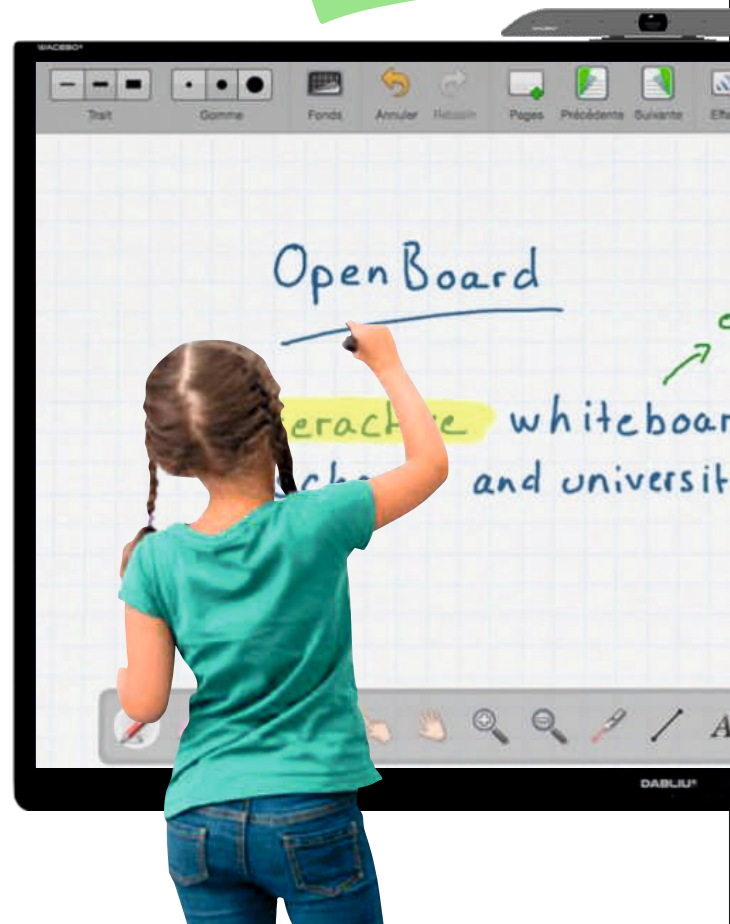 WACEBO®
Trait Gomme Fonds Annuler Pages Précédente Suivante
OpenBoard
whiteboar
and universit
A
DABLIU®